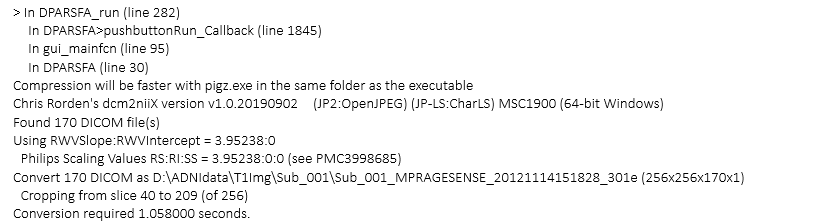 > In DPARSFA_run (line 282)
In DPARSFA>pushbuttonRun_Callback (line 1845)
In gui_mainfcn (line 95)
In DPARSFA (line 30)
Compression will be faster with pigz.exe in the same folder as the executable
Chris Rorden's dcm2niiX version v1.0.20190902    (JP2:OpenJPEG) (JP-LS:CharLS) MSC1900 (64-bit Windows)
Found 170 DICOM file(s)
Using RWVSlope:RWVIntercept = 3.95238:0
Philips Scaling Values RS:RI:SS = 3.95238:0:0 (see PMC3998685)
Convert 170 DICOM as D:\ADNIdata\T1Img\Sub_001\Sub_001_MPRAGESENSE_20121114151828_301e (256x256x170x1)
Cropping from slice 40 to 209 (of 256)
Conversion required 1.058000 seconds.